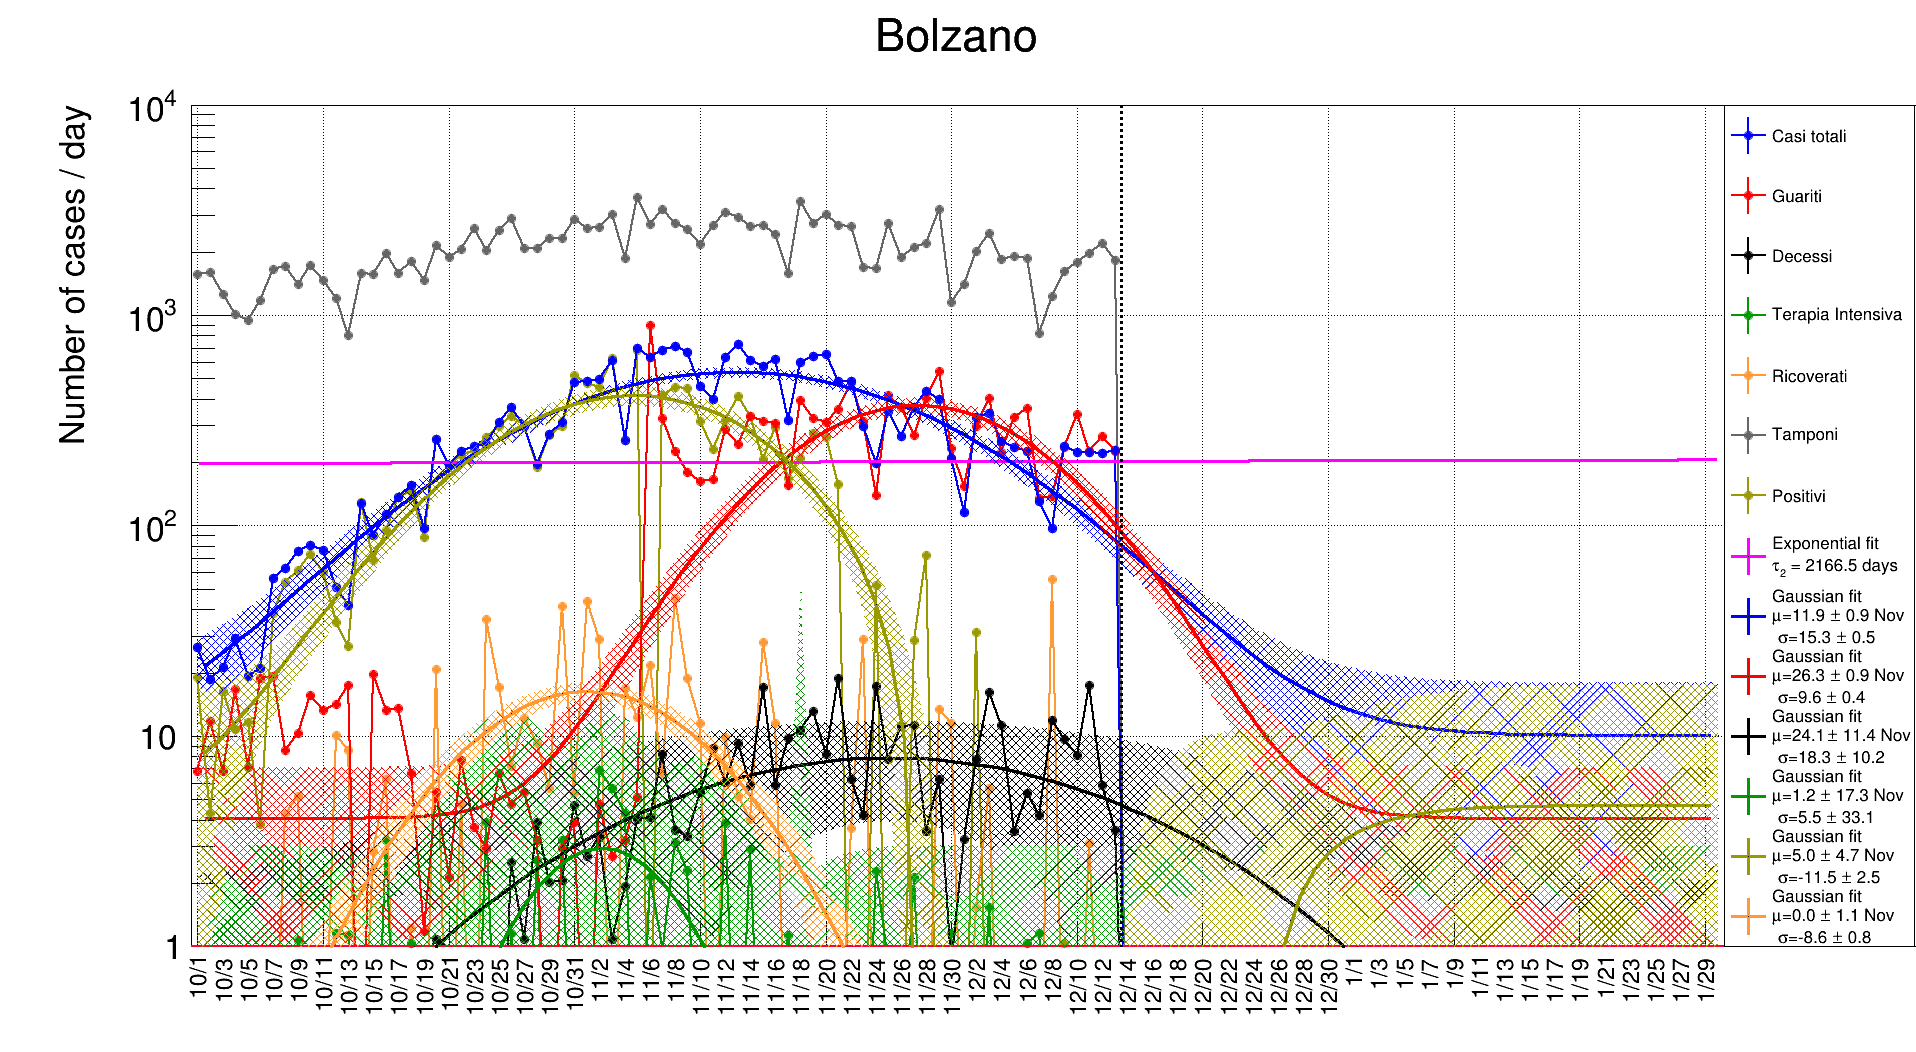 Bolzano
Number of cases / day
10^4
10^3
10^2
10
1
10/1
10/3
10/5
10/7
10/9
10/11
10/13
10/15
10/17
10/19
10/21
10/23
10/25
10/27
10/29
10/31
11/2
11/4
11/6
11/8
11/10
11/12
11/14
11/16
11/18
11/20
11/22
11/24
11/26
11/28
11/30
12/2
12/4
12/6
12/8
12/10
12/12
12/14
12/16
12/18
12/20
12/22
12/24
12/26
12/28
12/30
1/1
1/3
1/5
1/7
1/9
1/11
1/13
1/15
1/17
1/19
1/21
1/23
1/25
1/27
1/29
Casi totali
Guariti
Decessi
Terapia Intensiva
Ricoverati
Tamponi
Positivi
Exponential fit
τ₂ = 2166.5 days
Gaussian fit
μ=11.9 ± 0.9 Nov
σ=15.3 ± 0.5
Gaussian fit
μ=26.3 ± 0.9 Nov
σ=9.6 ± 0.4
Gaussian fit
μ=24.1 ± 11.4 Nov
σ=18.3 ± 10.2
Gaussian fit
μ=1.2 ± 17.3 Nov
σ=5.5 ± 33.1
Gaussian fit
μ=5.0 ± 4.7 Nov
σ=-11.5 ± 2.5
Gaussian fit
μ=0.0 ± 1.1 Nov
σ=-8.6 ± 0.8